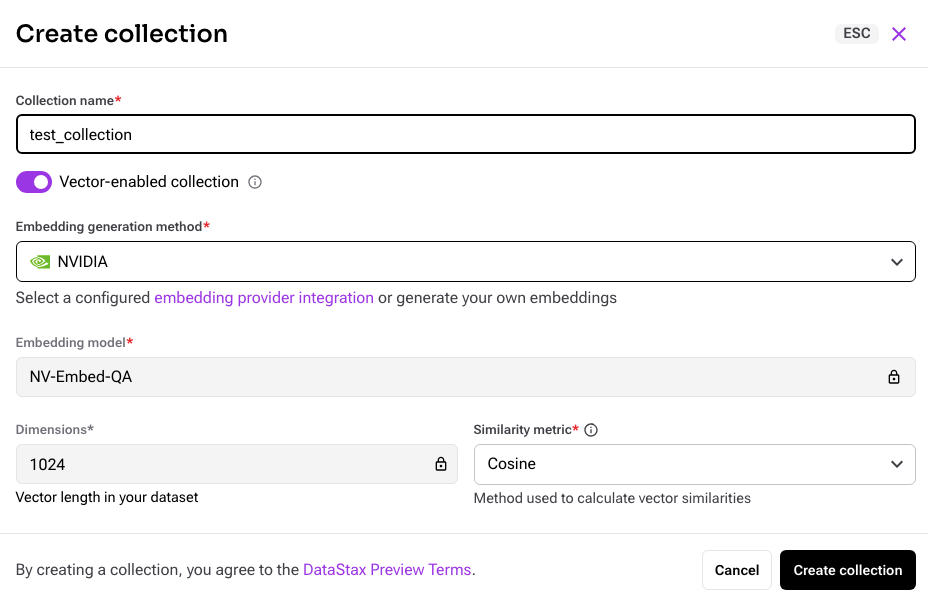 Create collection
ESC
Collection name*
test_collection
Vector-enabled collection
Embedding generation method*
NVIDIA
Select a configured embedding provider integration or generate your own embeddings
Embedding model*
NV-Embed-QA
Dimensions*
1024
Vector length in your dataset
Similarity metric*
Cosine
Method used to calculate vector similarities
By creating a collection, you agree to the DataStax Preview Terms.
Cancel
Create collection